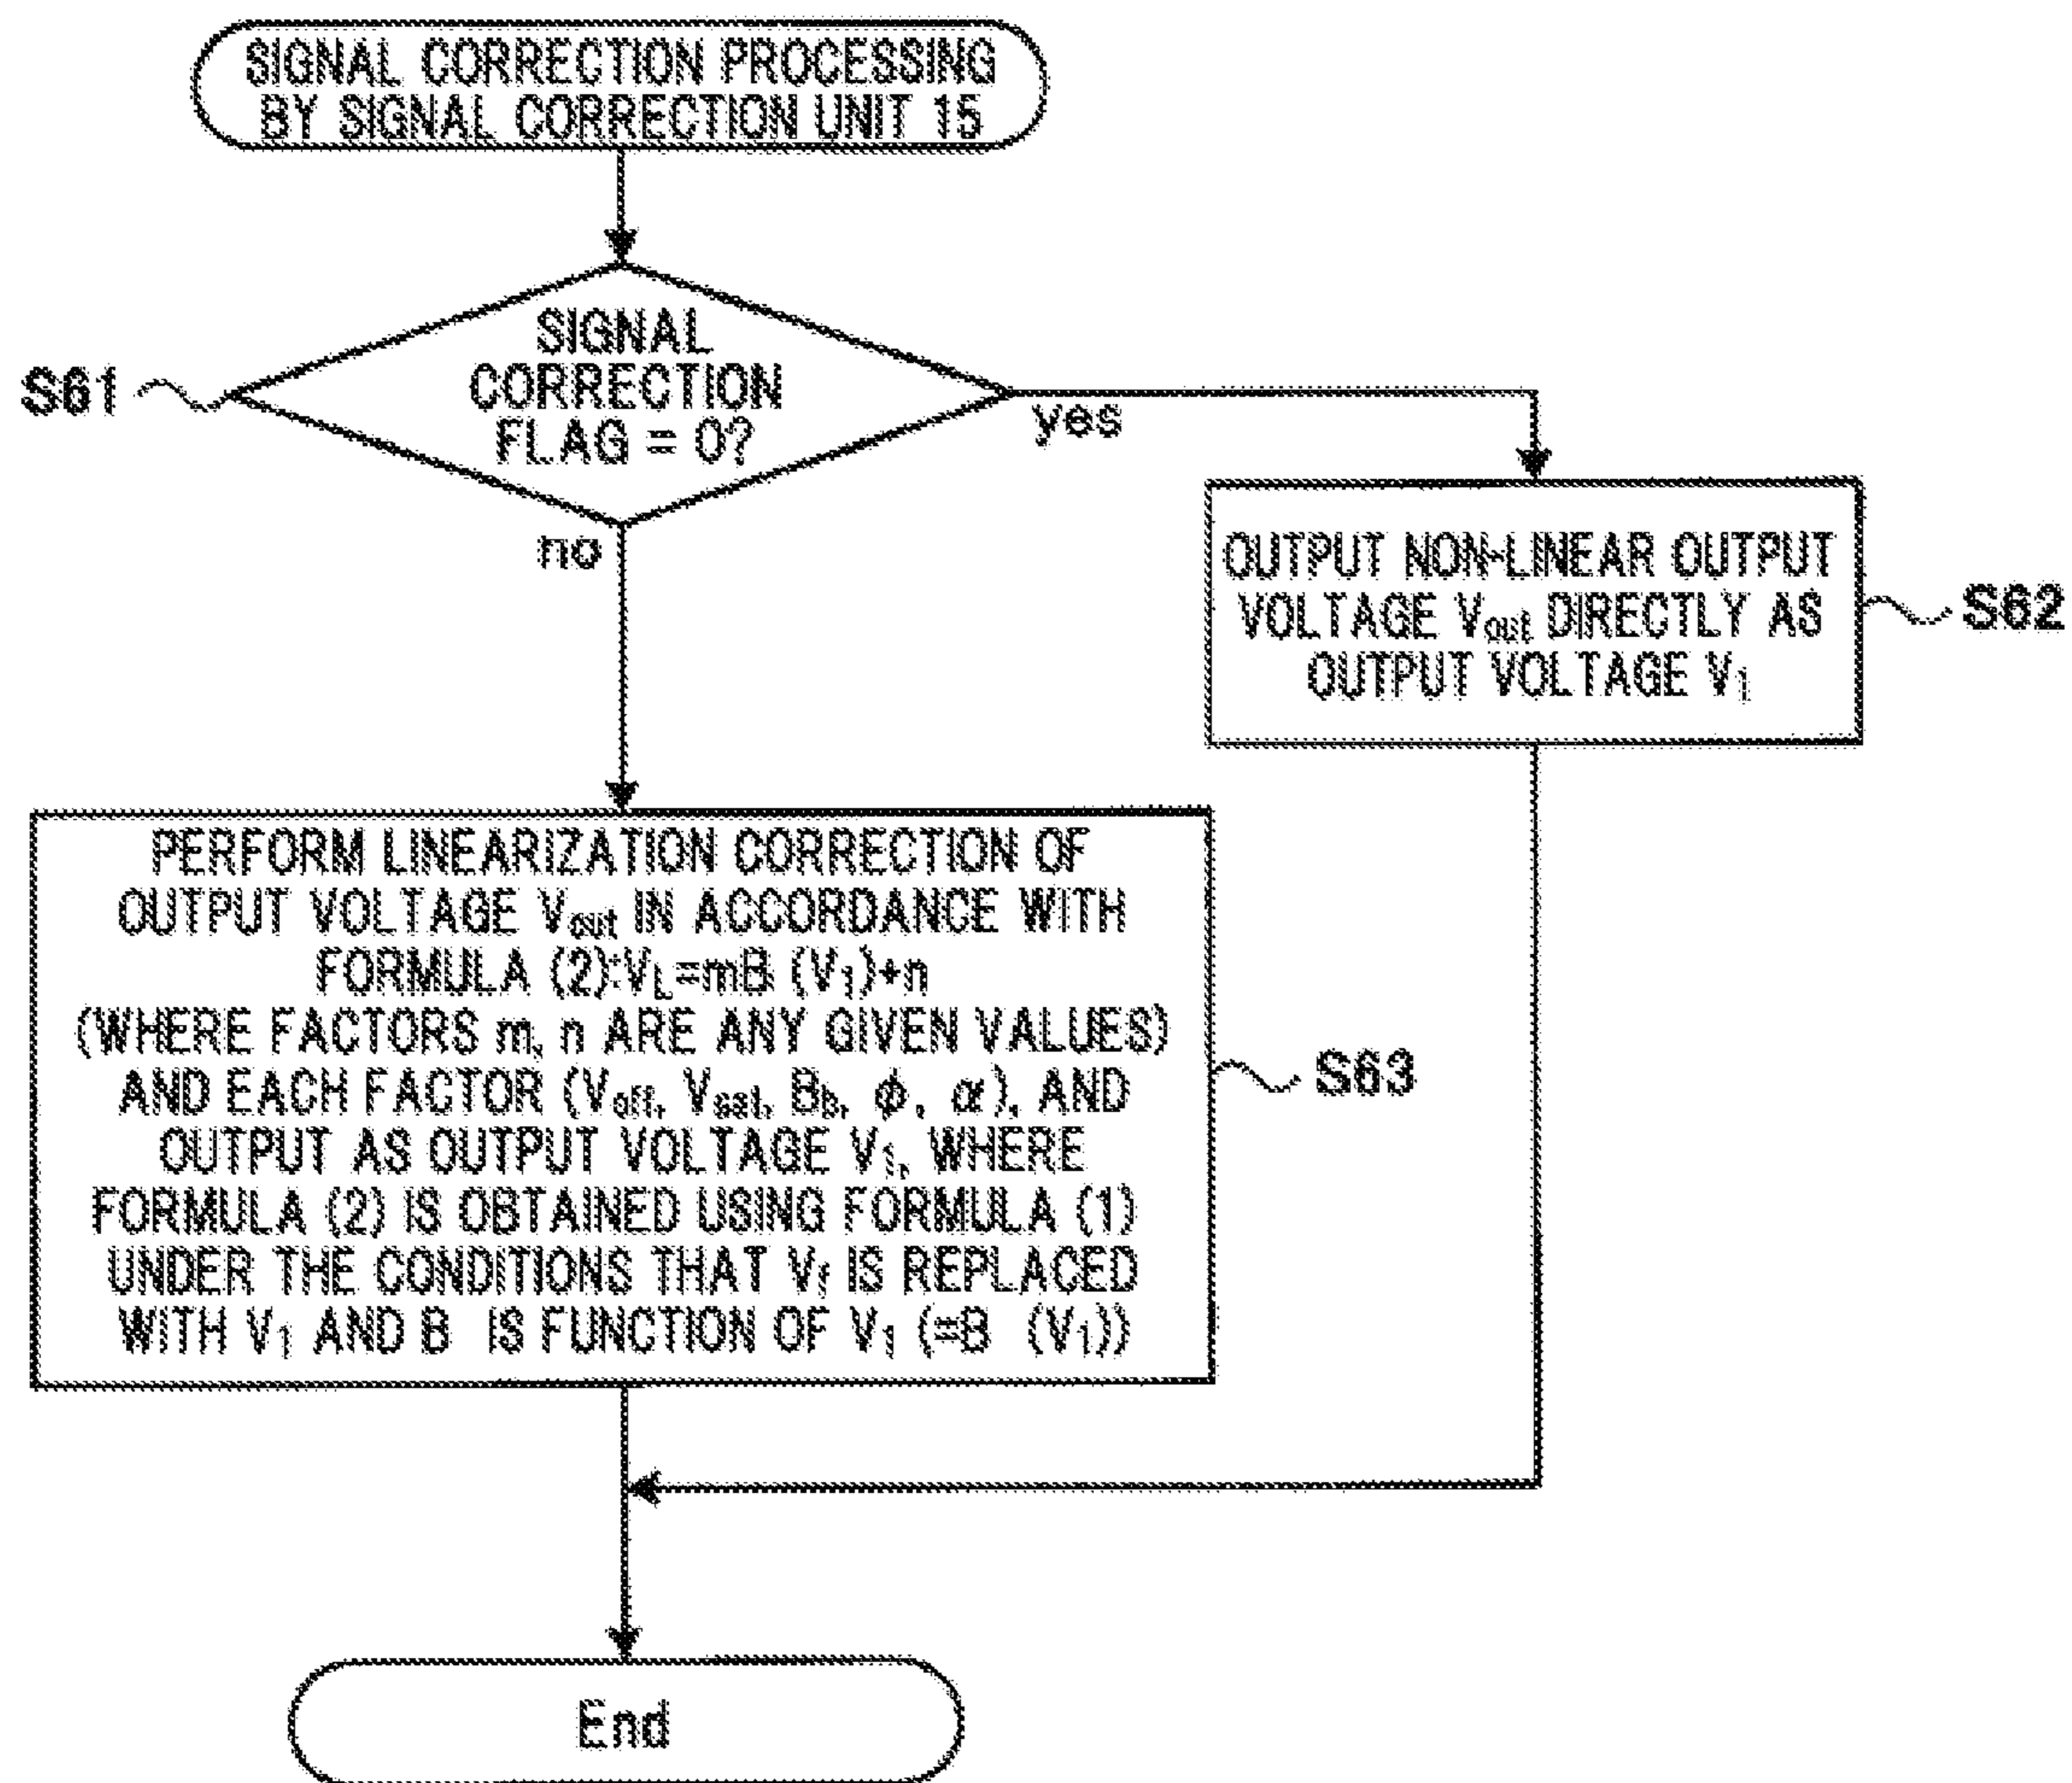 SIGNAL CORRECTION PROCESSING
BY SIGNAL CORRECTION UNIT 15
S61
SIGNAL
CORRECTION
FLAG = 0?
yes
no
OUTPUT NON-LINEAR OUTPUT
VOLTAGE Vout DIRECTLY AS
OUTPUT VOLTAGE V1
S62
PERFORM LINEARIZATION CORRECTION OF
OUTPUT VOLTAGE Vout IN ACCORDANCE WITH
FORMULA (2):VL=mB (V1)+n
(WHERE FACTORS m, n ARE ANY GIVEN VALUES)
AND EACH FACTOR (Voff, Vsat, Bb, ϕ, α), AND
OUTPUT AS OUTPUT VOLTAGE V1, WHERE
FORMULA (2) IS OBTAINED USING FORMULA (1)
UNDER THE CONDITIONS THAT Vf IS REPLACED
WITH V1 AND B IS FUNCTION OF V1 (=B (V1))
S63
End